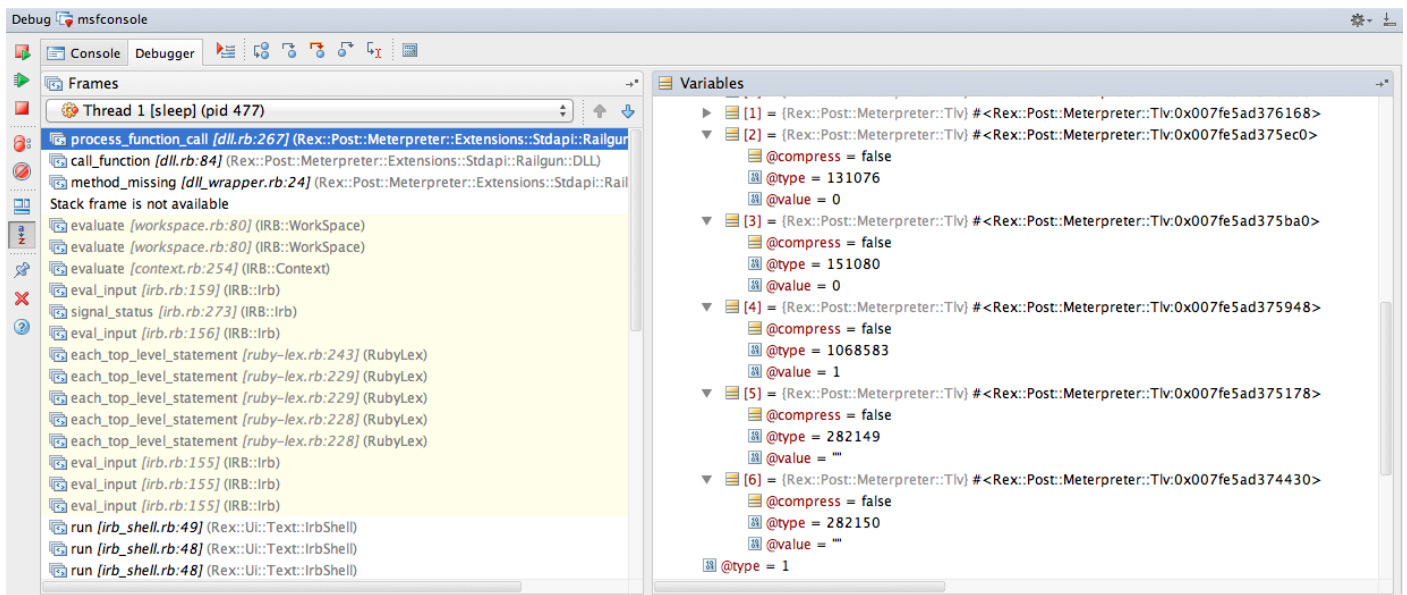 Debug msfconsole
Console Debugger
Frames
Thread 1 [sleep] (pid 477)
process_function_call [dll.rb:267] (Rex::Post::Meterpreter::Extensions::Stdapi::Railgun
call_function [dll.rb:84] (Rex::Post::Meterpreter::Extensions::Stdapi::Railgun::DLL)
method_missing [dll_wrapper.rb:24] (Rex::Post::Meterpreter::Extensions::Stdapi::Rail
Stack frame is not available
evaluate [workspace.rb:80] (IRB::WorkSpace)
evaluate [workspace.rb:80] (IRB::WorkSpace)
evaluate [context.rb:254] (IRB::Context)
eval_input [irb.rb:159] (IRB::Irb)
signal_status [irb.rb:273] (IRB::Irb)
eval_input [irb.rb:156] (IRB::Irb)
each_top_level_statement [ruby-lex.rb:243] (RubyLex)
each_top_level_statement [ruby-lex.rb:229] (RubyLex)
each_top_level_statement [ruby-lex.rb:229] (RubyLex)
each_top_level_statement [ruby-lex.rb:228] (RubyLex)
each_top_level_statement [ruby-lex.rb:228] (RubyLex)
eval_input [irb.rb:155] (IRB::Irb)
eval_input [irb.rb:155] (IRB::Irb)
eval_input [irb.rb:155] (IRB::Irb)
run [irb_shell.rb:49] (Rex::Ui::Text::IrbShell)
run [irb_shell.rb:48] (Rex::Ui::Text::IrbShell)
run [irb_shell.rb:48] (Rex::Ui::Text::IrbShell)
Variables
[1] = {Rex::Post::Meterpreter::Tlv} #<Rex::Post::Meterpreter::Tlv:0x007fe5ad376168>
[2] = {Rex::Post::Meterpreter::Tlv} #<Rex::Post::Meterpreter::Tlv:0x007fe5ad375ec0>
@compress = false
@type = 131076
@value = 0
[3] = {Rex::Post::Meterpreter::Tlv} #<Rex::Post::Meterpreter::Tlv:0x007fe5ad375ba0>
@compress = false
@type = 151080
@value = 0
[4] = {Rex::Post::Meterpreter::Tlv} #<Rex::Post::Meterpreter::Tlv:0x007fe5ad375948>
@compress = false
@type = 1068583
@value = 1
[5] = {Rex::Post::Meterpreter::Tlv} #<Rex::Post::Meterpreter::Tlv:0x007fe5ad375178>
@compress = false
@type = 282149
@value = ""
[6] = {Rex::Post::Meterpreter::Tlv} #<Rex::Post::Meterpreter::Tlv:0x007fe5ad374430>
@compress = false
@type = 282150
@value = ""
@type = 1